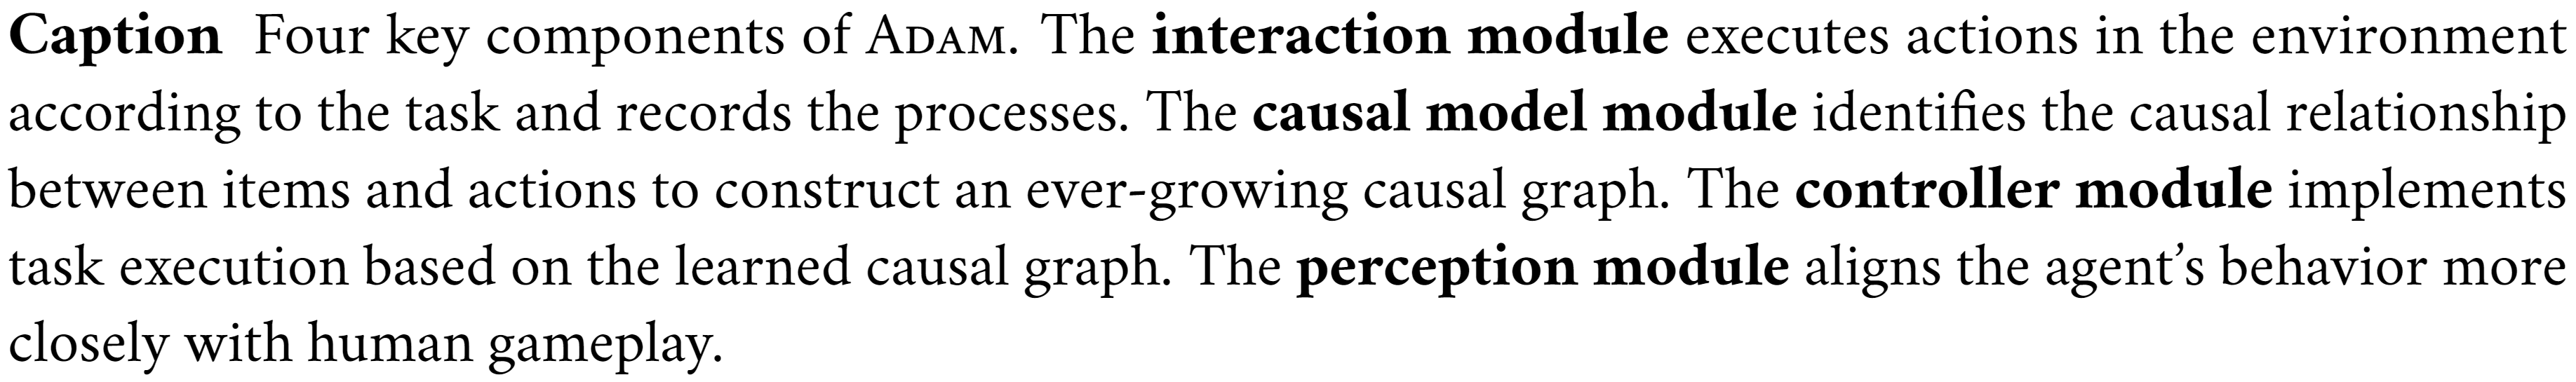 Caption Four key components of ADAM. The interaction module executes actions in the environment
according to the task and records the processes. The causal model module identifies the causal relationship
between items and actions to construct an ever-growing causal graph. The controller module implements
task execution based on the learned causal graph. The perception module aligns the agent’s behavior more
closely with human gameplay.